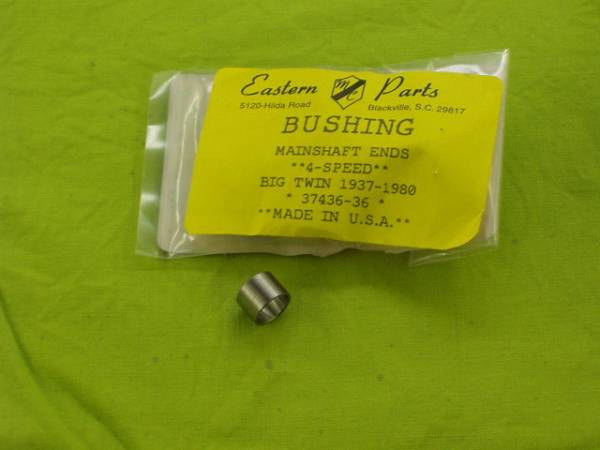 Eastern MC Parts
5120-Hilda Road Blackville, S.C. 29817
BUSHING
MAINSHAFT ENDS
**4-SPEED**
BIG TWIN 1937-1980
* 37436-36 *
**MADE IN U.S.A.**